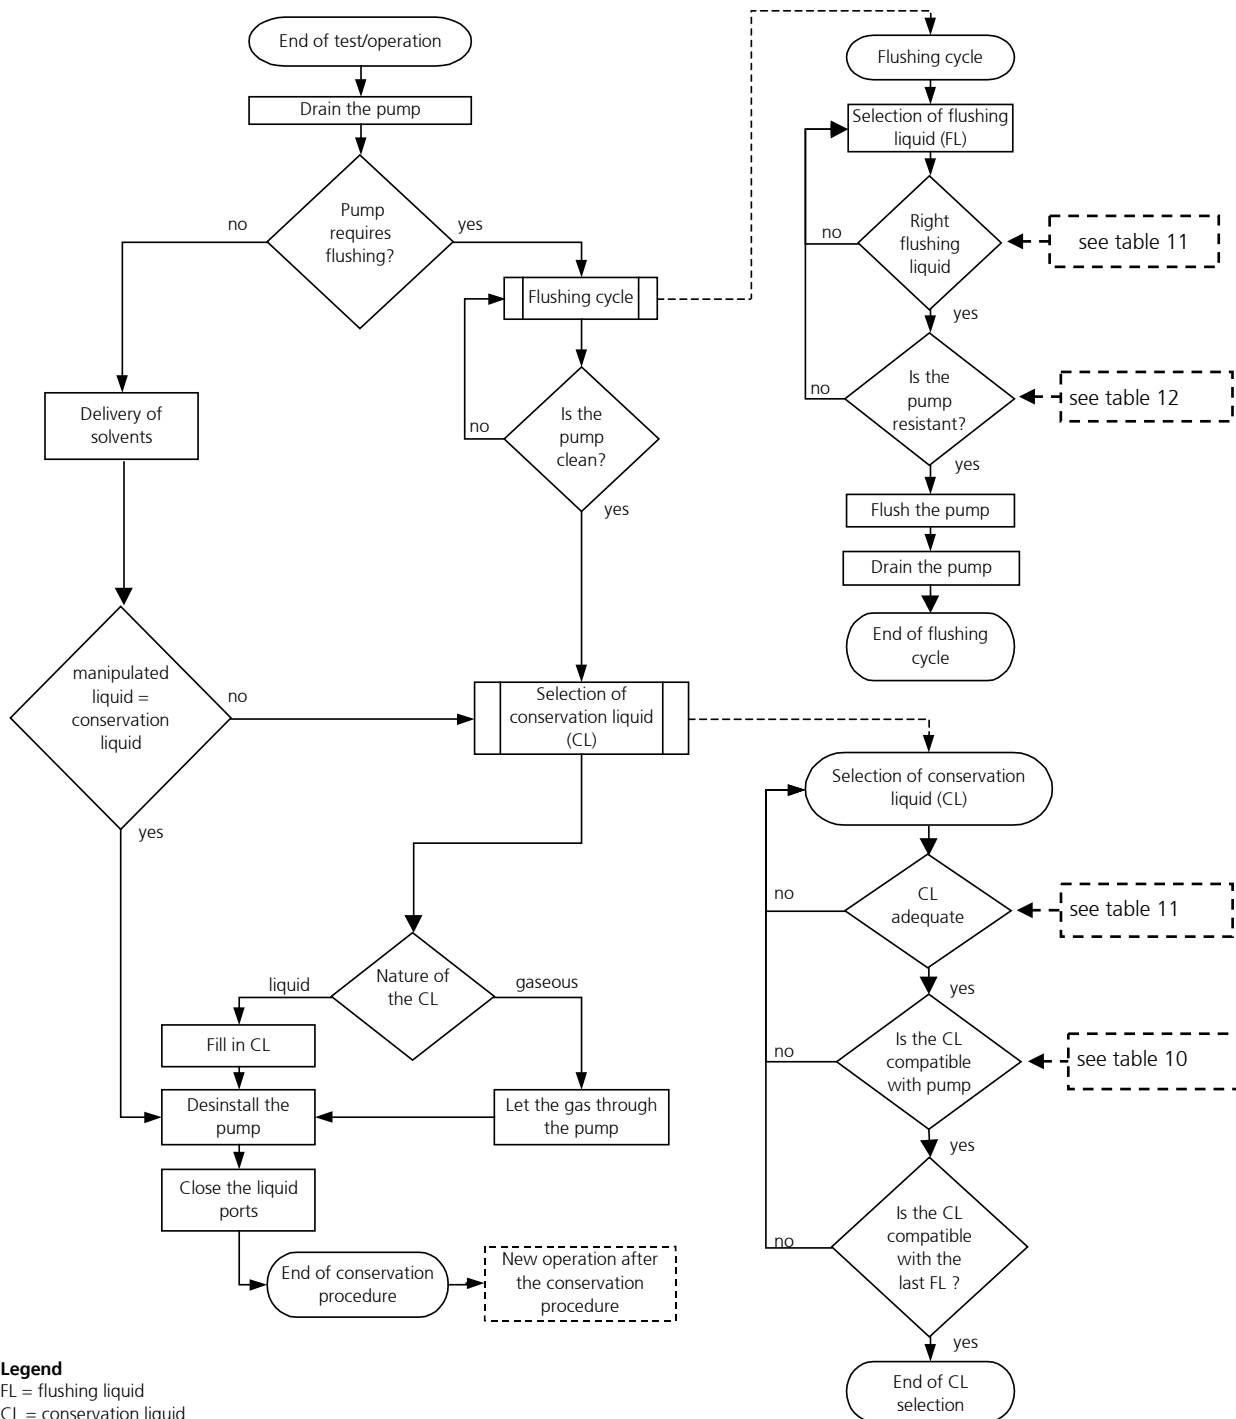 End of test/operation
Drain the pump
Pump
requires
flushing?
no
yes
Flushing cycle
Is the
pump
clean?
no
yes
Delivery of
solvents
manipulated
liquid =
conservation
liquid
no
yes
Selection of
conservation liquid
(CL)
Nature of
the CL
liquid
gaseous
Fill in CL
Desinstall the
pump
Let the gas through
the pump
Close the liquid
ports
End of conservation
procedure
New operation after
the conservation
procedure
Flushing cycle
Selection of flushing
liquid (FL)
Right
flushing
liquid
no
see table 11
yes
Is the
pump
resistant?
no
see table 12
yes
Flush the pump
Drain the pump
End of flushing
cycle
Selection of conservation
liquid (CL)
CL
adequate
no
see table 11
yes
Is the CL
compatible
with pump
no
see table 10
yes
Is the CL
compatible
with the
last FL ?
no
yes
End of CL
selection
Legend
FL = flushing liquid
CL = conservation liquid